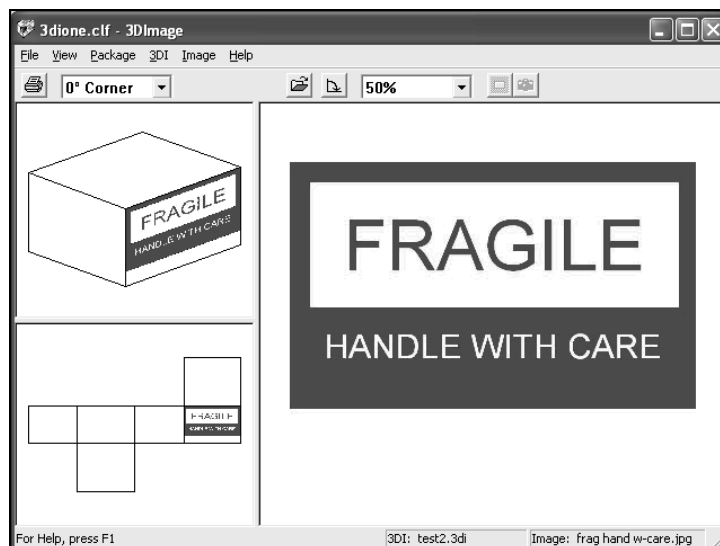 3dione.clf - 3DImage
File View Package 3DI Image Help
0° Corner
50%
FRAGILE
HANDLE WITH CARE
FRAGILE
HANDLE WITH CARE
FRAGILE
HANDLE WITH CARE
For Help, press F1
3DI: test2.3di
Image: frag hand w-care.jpg